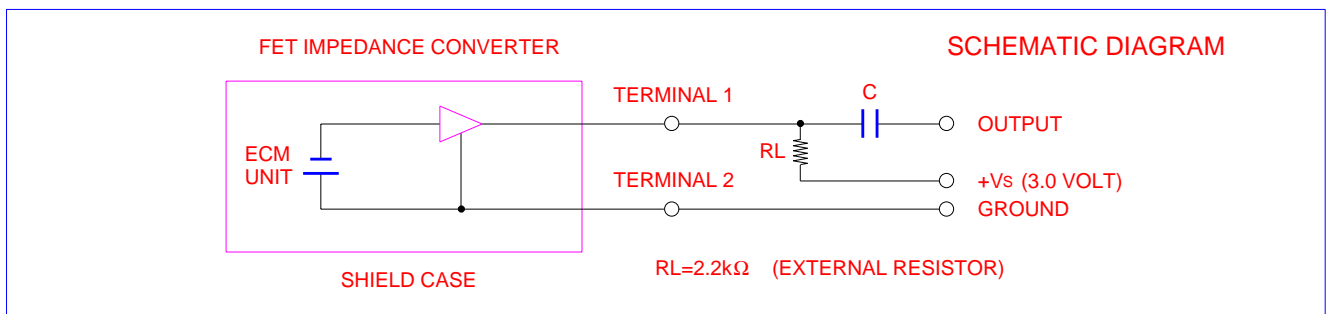 FET IMPEDANCE CONVERTER
SCHEMATIC DIAGRAM
TERMINAL 1
C
OUTPUT
RL
ECM
UNIT
TERMINAL 2
+VS (3.0 VOLT)
GROUND
RL=2.2kΩ (EXTERNAL RESISTOR)
SHIELD CASE